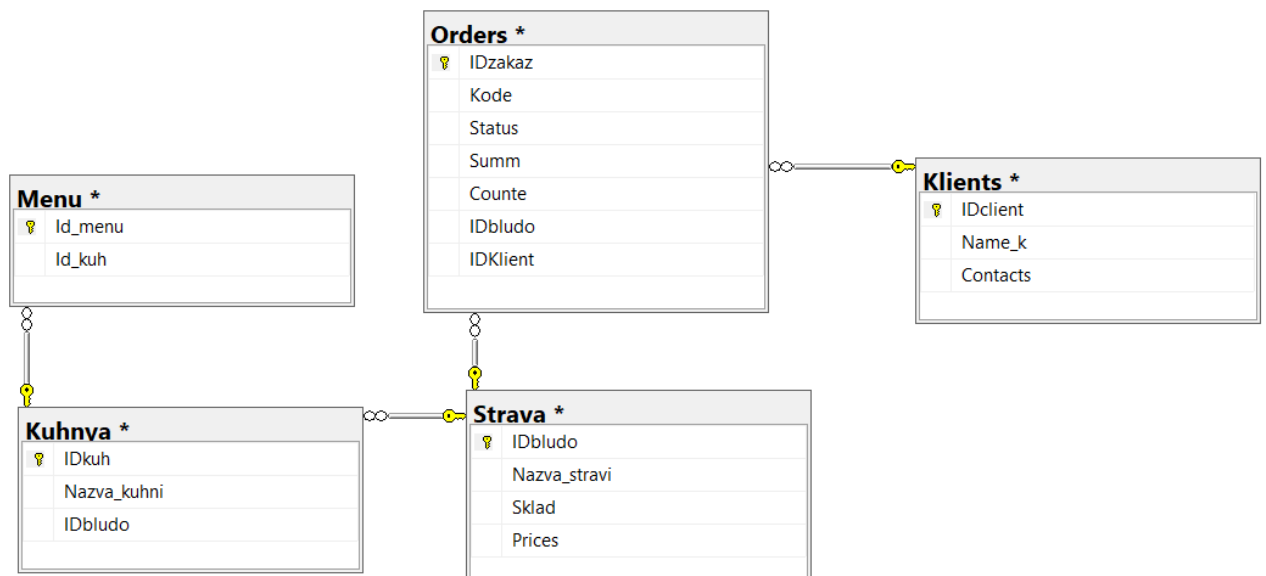 Orders *
IDzakaz
Kode
Status
Summ
Counte
IDbludo
IDKlient
Klients *
IDclient
Name_k
Contacts
Menu *
Id_menu
Id_kuh
Kuhnya *
IDkuh
Nazva_kuhni
IDbludo
Strava *
IDbludo
Nazva_stravi
Sklad
Prices